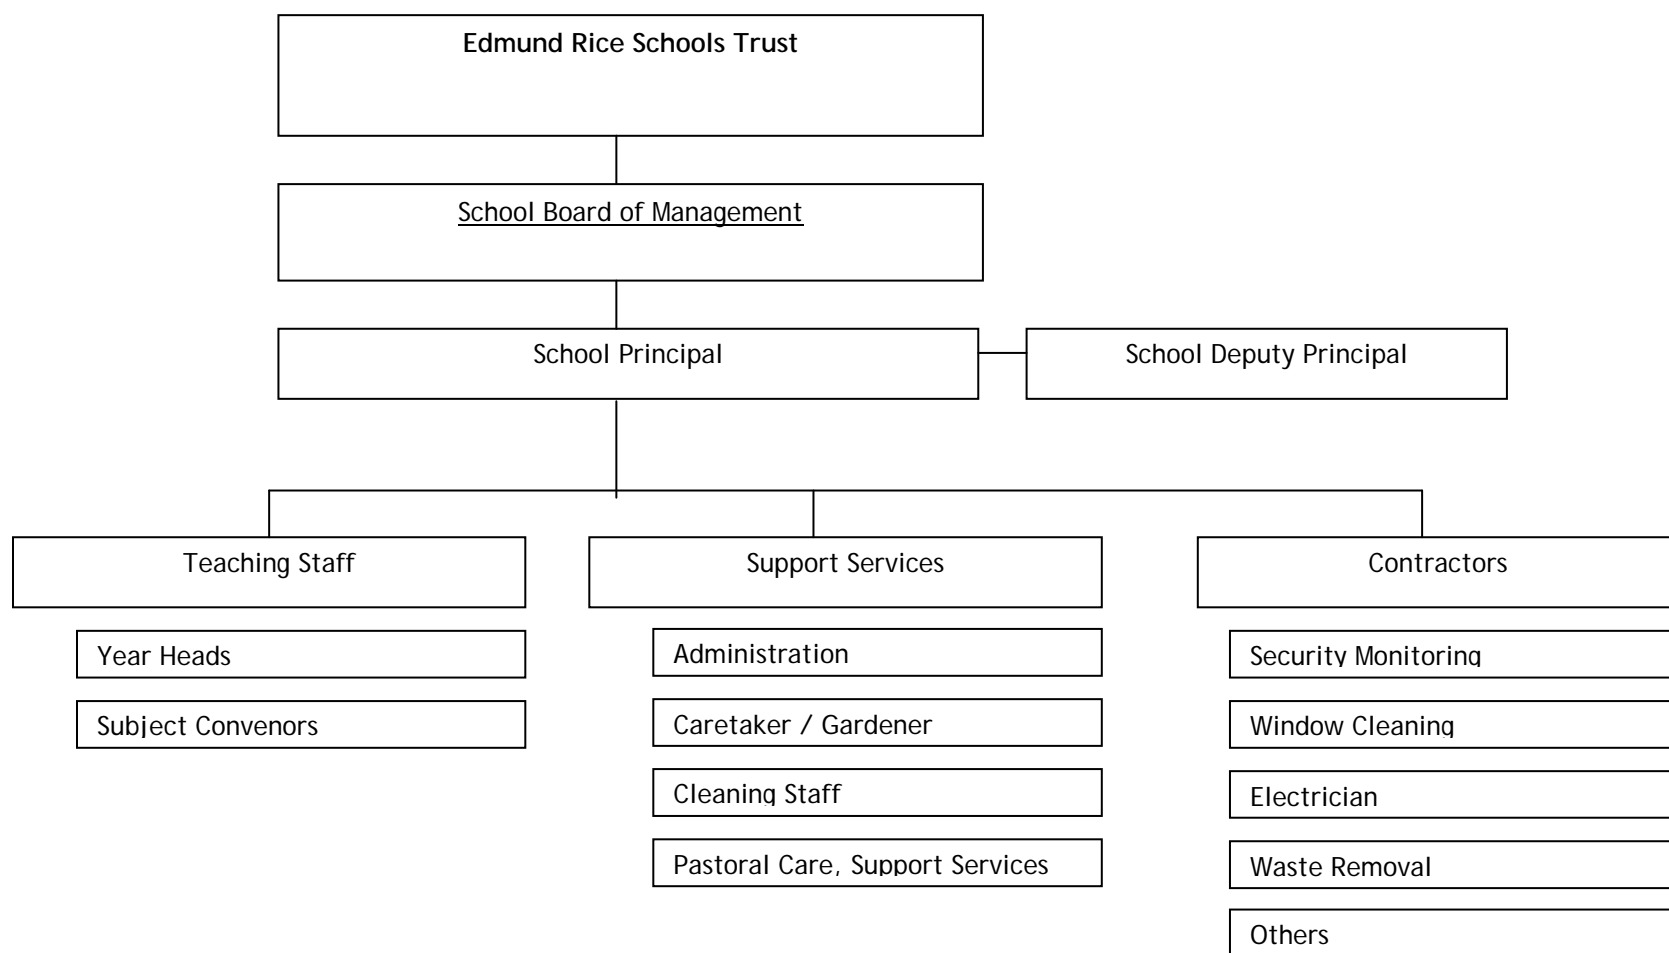 Edmund Rice Schools Trust
School Board of Management
School Principal
School Deputy Principal
Teaching Staff
Year Heads
Subject Convenors
Support Services
Administration
Caretaker / Gardener
Cleaning Staff
Pastoral Care, Support Services
Contractors
Security Monitoring
Window Cleaning
Electrician
Waste Removal
Others